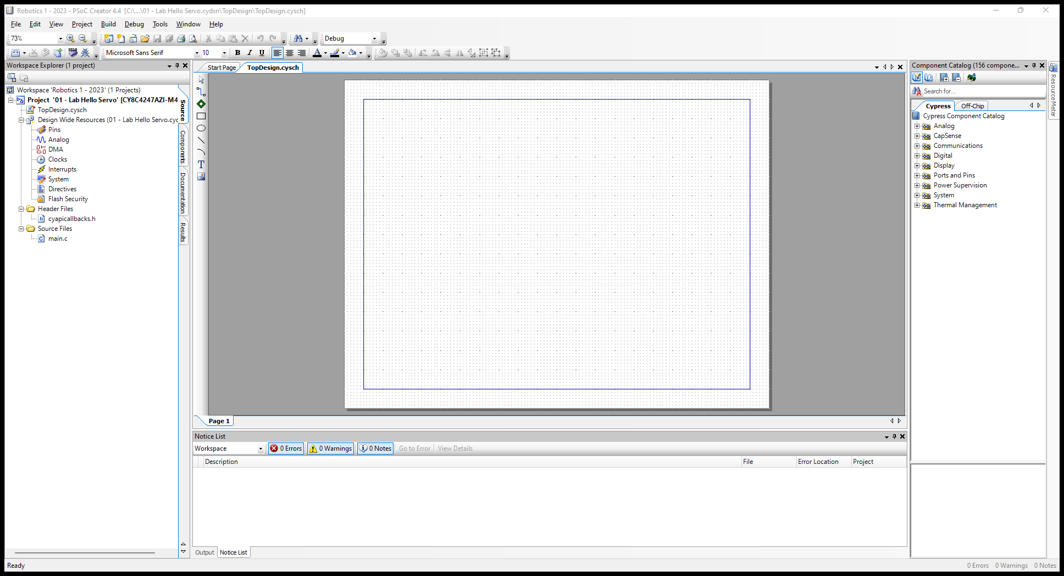 Robotics 1 - 2023 - PSoC Creator 4.4 [C:\...\01 - Lab Hello Servo.cydsn\TopDesign\TopDesign.cysch]
File Edit View Project Build Debug Tools Window Help
73% Debug
Microsoft Sans Serif 10 B I U A
Workspace Explorer (1 project)
Workspace 'Robotics 1 - 2023' (1 Projects)
Project '01 - Lab Hello Servo' [CY8C4247AZI-M4
TopDesign.cysch
Design Wide Resources (01 - Lab Hello Servo.cyc
Pins
Analog
DMA
Clocks
Interrupts
System
Directives
Flash Security
Header Files
cyapicallbacks.h
Source Files
main.c
Source
Components
Documentation
Results
Start Page TopDesign.cysch
T
Page 1
Notice List
Workspace 0 Errors 0 Warnings 0 Notes Go to Error View Details
Description File Error Location Project
Output Notice List
Component Catalog (156 compone...
Search for...
Cypress Off-Chip
Cypress Component Catalog
Analog
CapSense
Communications
Digital
Display
Ports and Pins
Power Supervision
System
Thermal Management
Resource Meter
Ready 0 Errors 0 Warnings 0 Notes